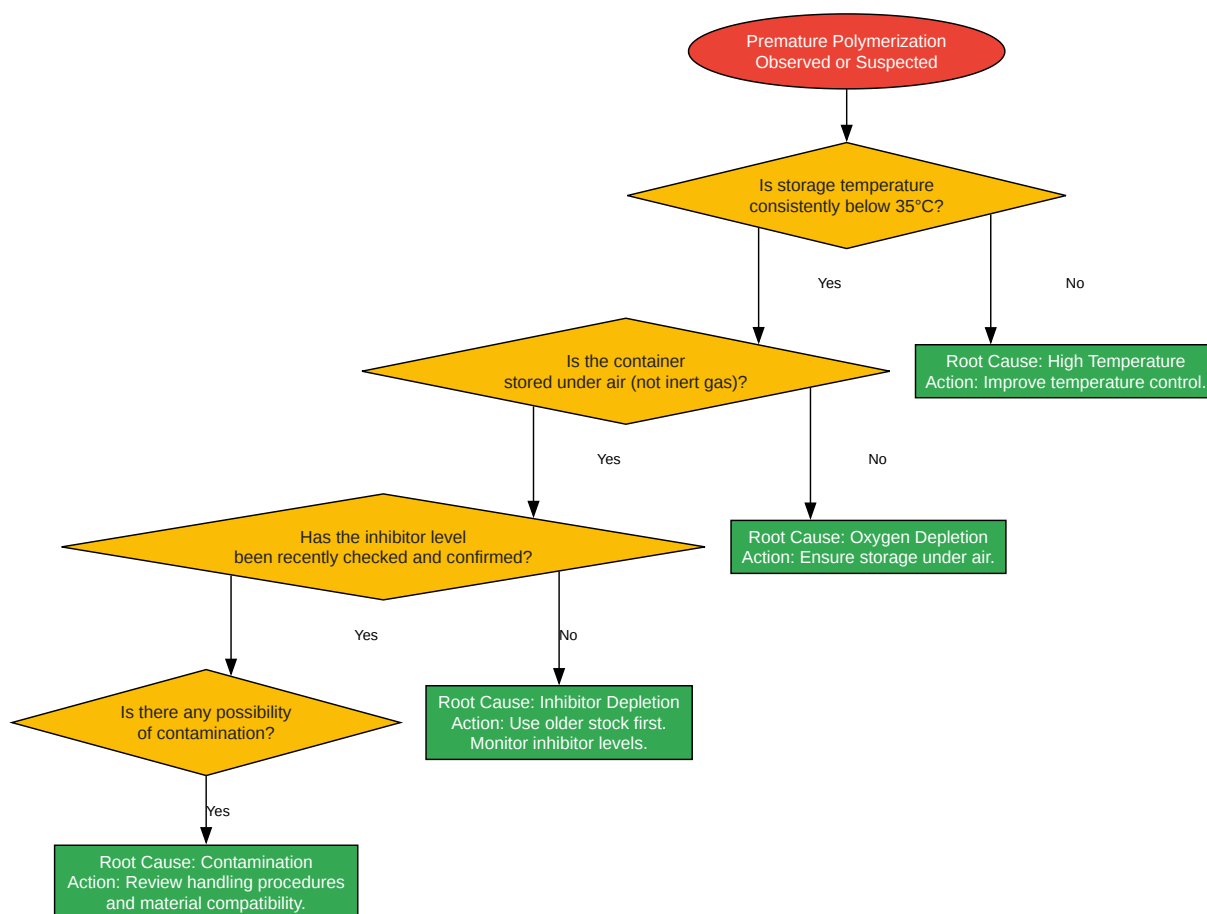 Premature Polymerization
Observed or Suspected
Is storage temperature
consistently below 35°C?
Yes
No
Is the container
stored under air (not inert gas)?
Root Cause: High Temperature
Action: Improve temperature control.
Yes
No
Has the inhibitor level
been recently checked and confirmed?
Root Cause: Oxygen Depletion
Action: Ensure storage under air.
Yes
No
Is there any possibility
of contamination?
Root Cause: Inhibitor Depletion
Action: Use older stock first.
Monitor inhibitor levels.
Yes
Root Cause: Contamination
Action: Review handling procedures
and material compatibility.